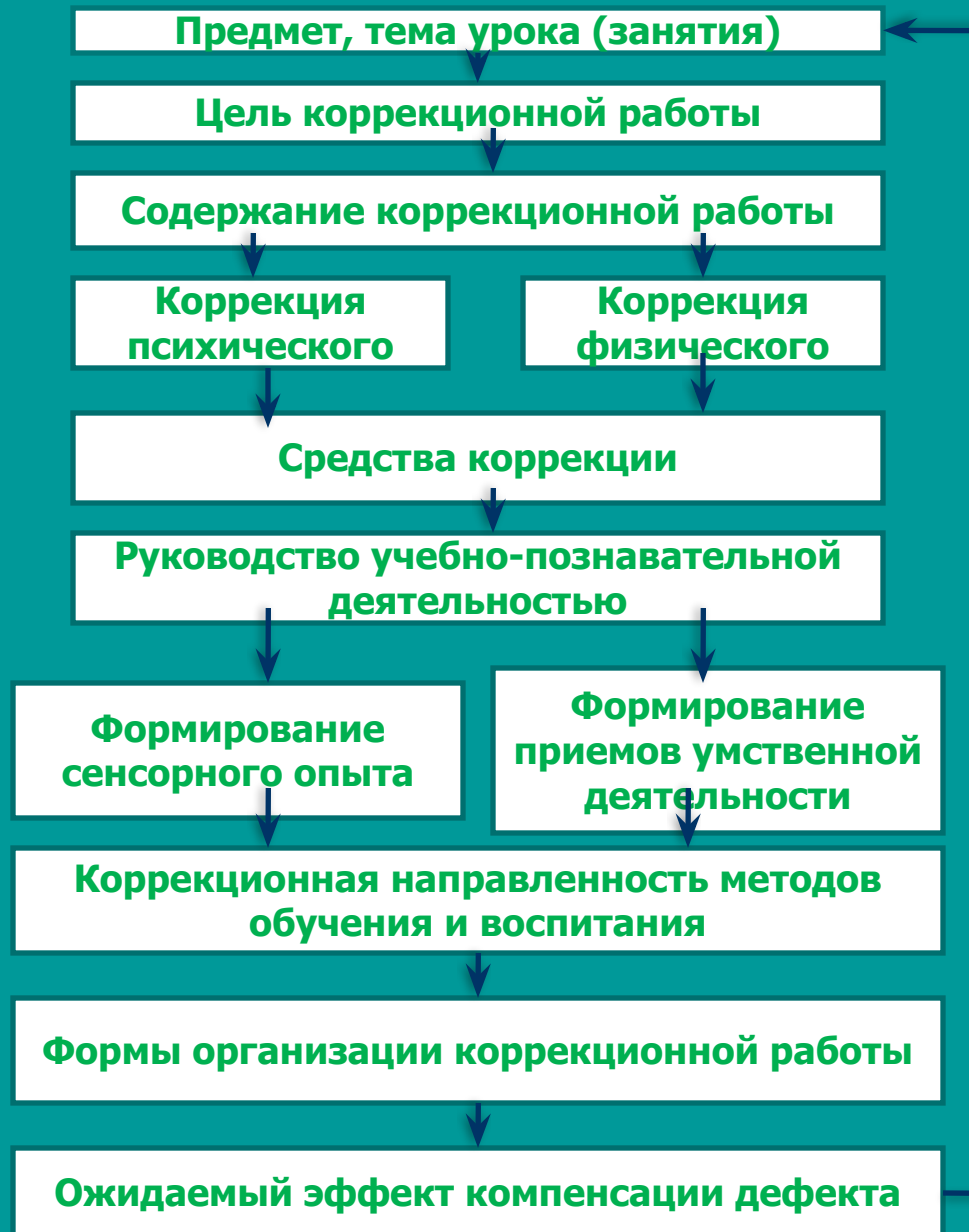 Предмет, тема урока (занятия)
Цель коррекционной работы
Содержание коррекционной работы
Коррекция
психического
Коррекция
физического
Средства коррекции
Руководство учебно-познавательной
деятельностью
Формирование
сенсорного опыта
Формирование
приемов умственной
деятельности
Коррекционная направленность методов
обучения и воспитания
Формы организации коррекционной работы
Ожидаемый эффект компенсации дефекта